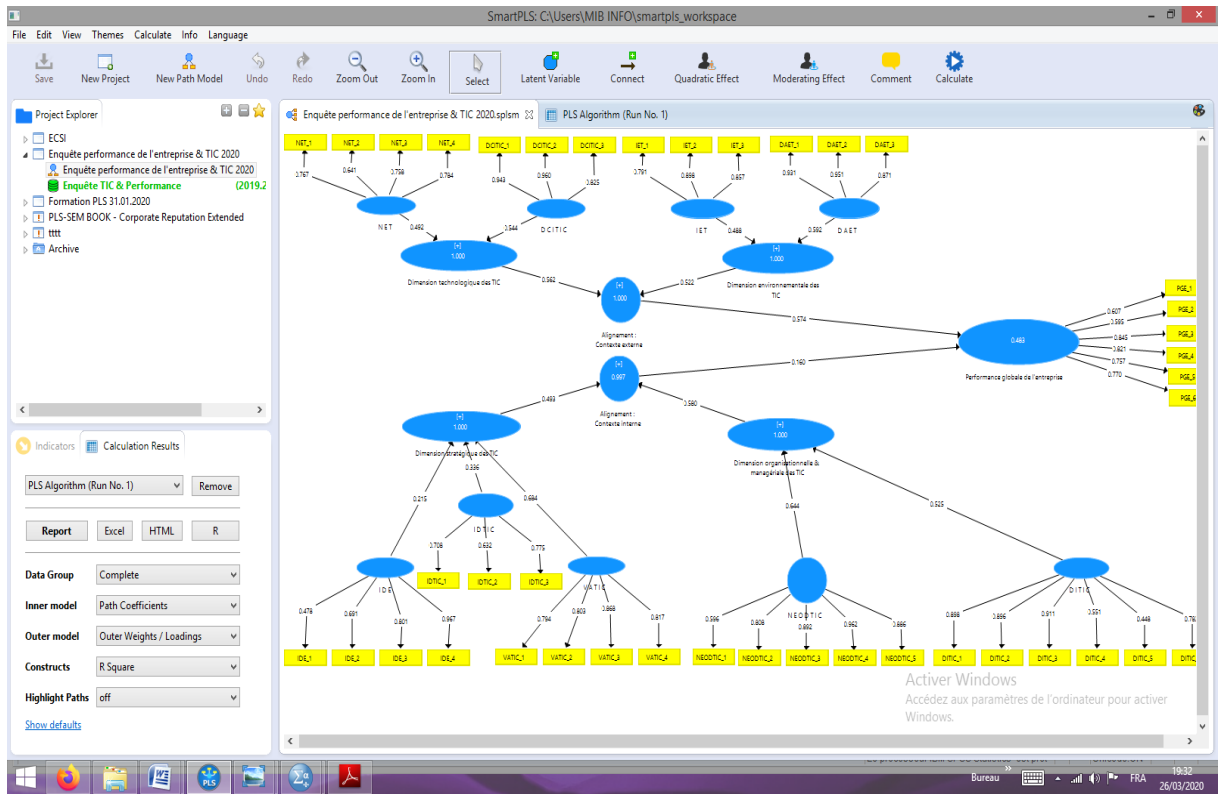 SmartPLS: C:\Users\MIB INFO\smartpls_workspace
File Edit View Themes Calculate Info Language
Save New Project New Path Model Undo Redo Zoom Out Zoom In Select Latent Variable Connect Quadratic Effect Moderating Effect Comment Calculate
Project Explorer
ECSI
Enquête performance de l'entreprise & TIC 2020
Enquête performance de l'entreprise & TIC 2020
Enquête TIC & Performance (2019.2
Formation PLS 31.01.2020
PLS-SEM BOOK - Corporate Reputation Extended
tttt
Archive
Indicators Calculation Results
PLS Algorithm (Run No. 1) Remove
Report Excel HTML R
Data Group Complete
Inner model Path Coefficients
Outer model Outer Weights / Loadings
Constructs R Square
Highlight Paths off
Show defaults
Enquête performance de l'entreprise & TIC 2020.splsm PLS Algorithm (Run No. 1)
NET_1 NET_2 NET_3 NET_4 DCITIC_1 DCITIC_2 DCITIC_3 IET_1 IET_2 IET_3 DAET_1 DAET_2 DAET_3
0.767 0.641 0.758 0.784 0.943 0.960 0.825 0.791 0.898 0.857 0.931 0.951 0.871
NET 0.492 0.544 DCITIC IET 0.488 0.592 DAET
[+] [+]
1.000 1.000
Dimension technologique des TIC 0.562 0.522 Dimension environnementale des
TIC
[+]
1.000
Alignement :
Contexte externe
0.574
PGE_1
PGE_2
PGE_3
PGE_4
PGE_5
PGE_6
0.607
0.595
0.845
0.821
0.757
0.770
0.483
Performance globale de l'entreprise
0.160
[+]
0.997
Alignement :
Contexte interne
0.493 0.580
[+] [+]
1.000 1.000
Dimension stratégique des TIC
Dimension organisationnelle &
managériale des TIC
0.215 0.336 0.694 0.644 0.525
IDTIC
0.708 0.632 0.775
IDTIC_1 IDTIC_2 IDTIC_3
IDE VATIC NEODTIC DITIC
0.478 0.691 0.801 0.967 0.794 0.803 0.868 0.817 0.596 0.808 0.892 0.962 0.886 0.898 0.896 0.911 0.551 0.448
IDE_1 IDE_2 IDE_3 IDE_4 VATIC_1 VATIC_2 VATIC_3 VATIC_4 NEODTIC_1 NEODTIC_2 NEODTIC_3 NEODTIC_4 NEODTIC_5 DITIC_1 DITIC_2 DITIC_3 DITIC_4 DITIC_5 DITIC_
Activer Windows
Accédez aux paramètres de l'ordinateur pour activer
Windows.
Bureau FRA 19:32
26/03/2020